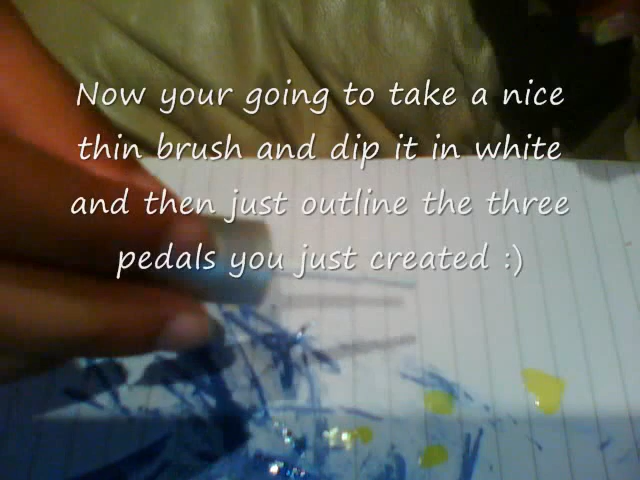 Now your going to take a nice
thin brush and dip it in white
and then just outline the three
pedals you just created :)